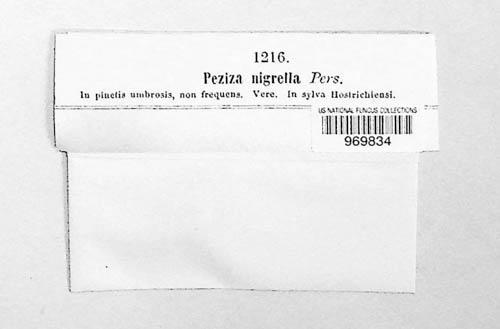 1216.
Peziza nigrella Pers.
In pinetis umbrosis, non frequens. Vere. In sylva Hostrichiensi.
US NATIONAL FUNGUS COLLECTIONS
969834